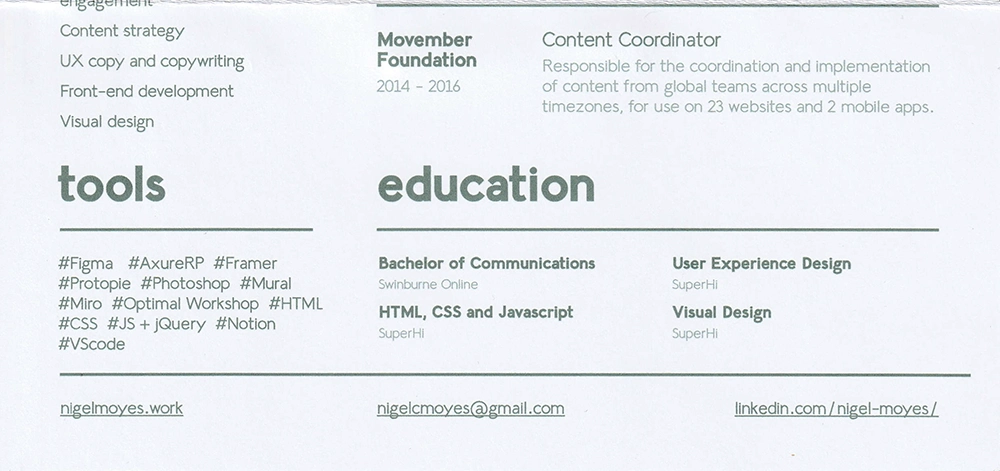 engagement
Content strategy
UX copy and copywriting
Front-end development
Visual design
Movember
Foundation
2014 - 2016
Content Coordinator
Responsible for the coordination and implementation
of content from global teams across multiple
timezones, for use on 23 websites and 2 mobile apps.
tools
#Figma #AxureRP #Framer
#Protopie #Photoshop #Mural
#Miro #Optimal Workshop #HTML
#CSS #JS + jQuery #Notion
#VScode
education
Bachelor of Communications
Swinburne Online
HTML, CSS and Javascript
SuperHi
User Experience Design
SuperHi
Visual Design
SuperHi
nigelmoyes.work
nigelcmoyes@gmail.com
linkedin.com/nigel-moyes/